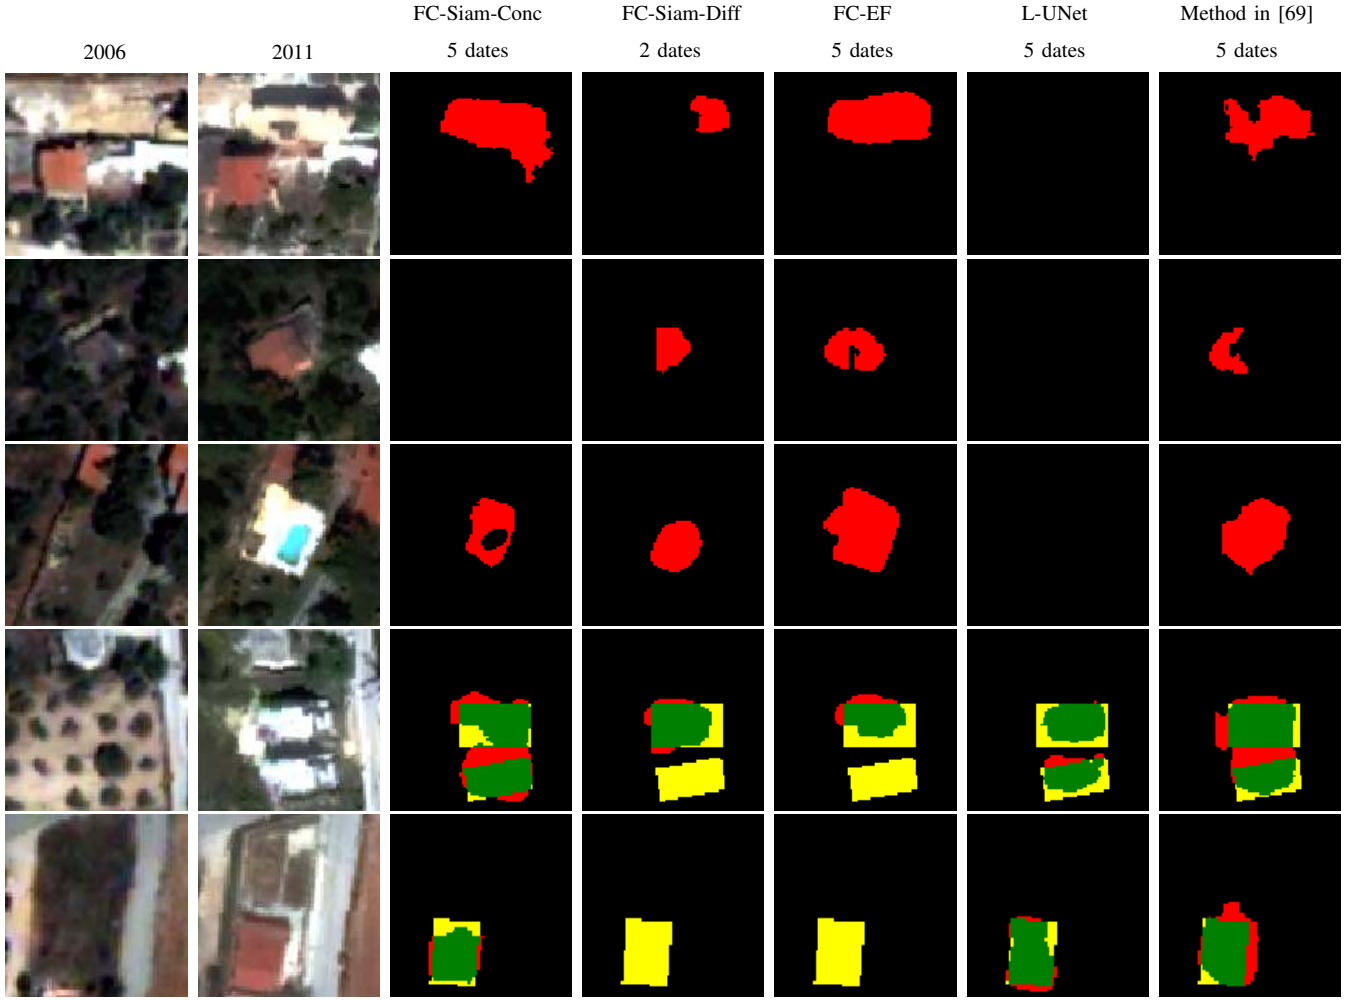 FC-Siam-Conc FC-Siam-Diff FC-EF L-UNet Method in [69]
2006 2011 5 dates 2 dates 5 dates 5 dates 5 dates